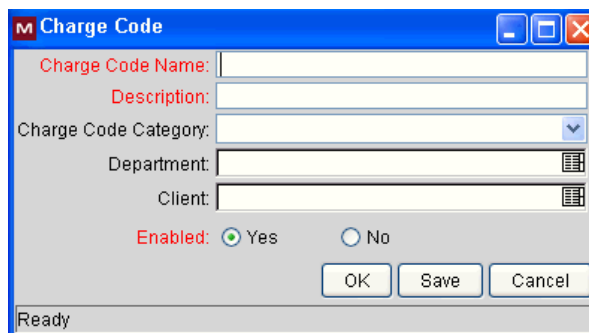 M Charge Code
Charge Code Name:
Description:
Charge Code Category:
Department:
Client:
Enabled: Yes No
OK Save Cancel
Ready